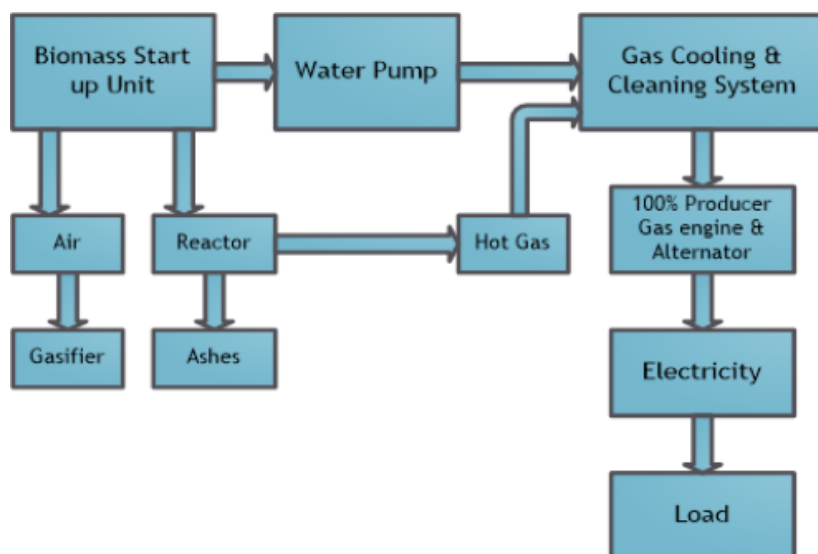 Biomass Start
up Unit
Water Pump
Gas Cooling &
Cleaning System
Air
Reactor
Hot Gas
100% Producer
Gas engine &
Alternator
Gasifier
Ashes
Electricity
Load